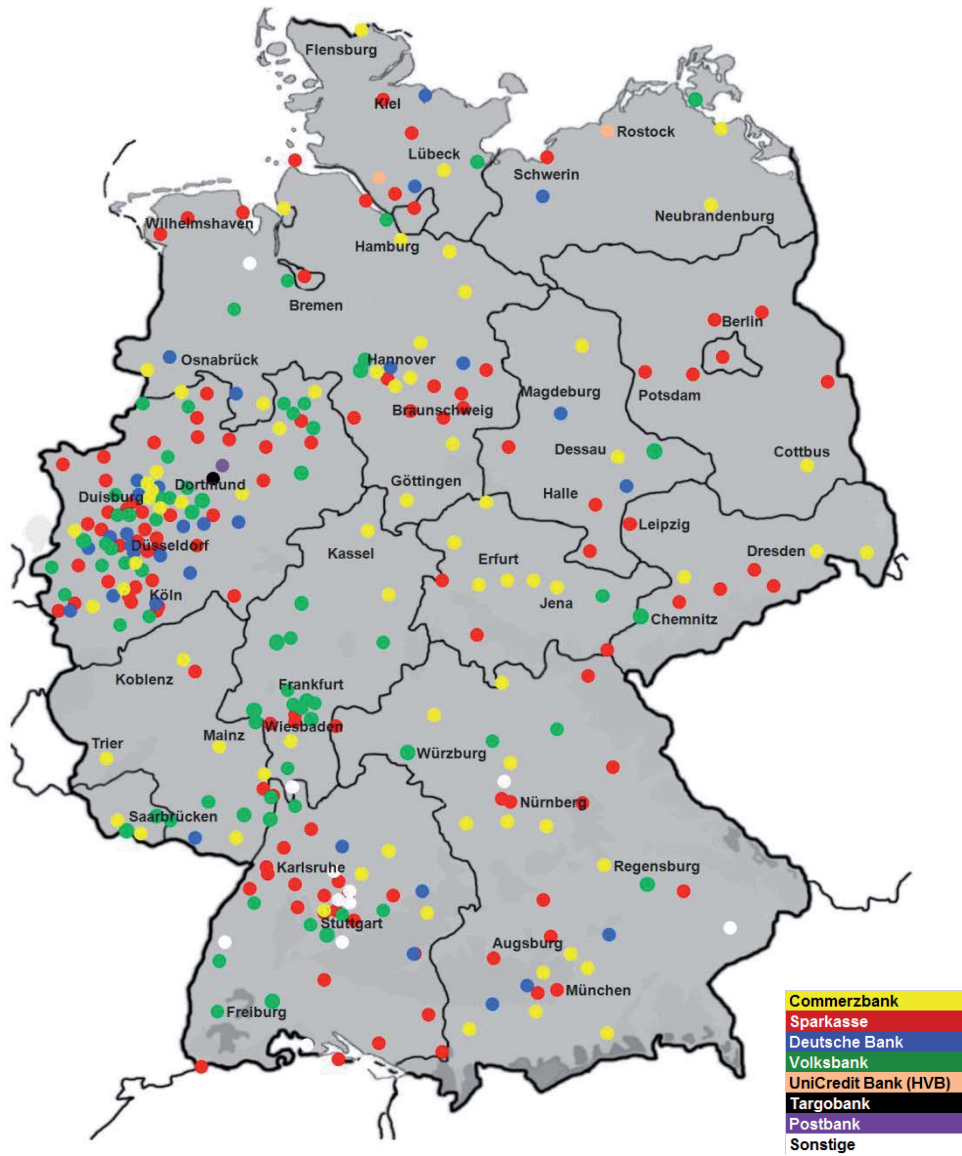 Flensburg
Kiel
Rostock
Lübeck
Schwerin
Neubrandenburg
Wilhelmshaven
Hamburg
Bremen
Berlin
Osnabrück
Hannover
Potsdam
Magdeburg
Braunschweig
Dessau
Cottbus
Göttingen
Dortmund
Duisburg
Halle
Leipzig
Düsseldorf
Kassel
Erfurt
Dresden
Köln
Jena
Chemnitz
Koblenz
Frankfurt
Wiesbaden
Mainz
Trier
Würzburg
Nürnberg
Saarbrücken
Karlsruhe
Regensburg
Stuttgart
Augsburg
München
Freiburg
Commerzbank
Sparkasse
Deutsche Bank
Volksbank
UniCredit Bank (HVB)
Targobank
Postbank
Sonstige